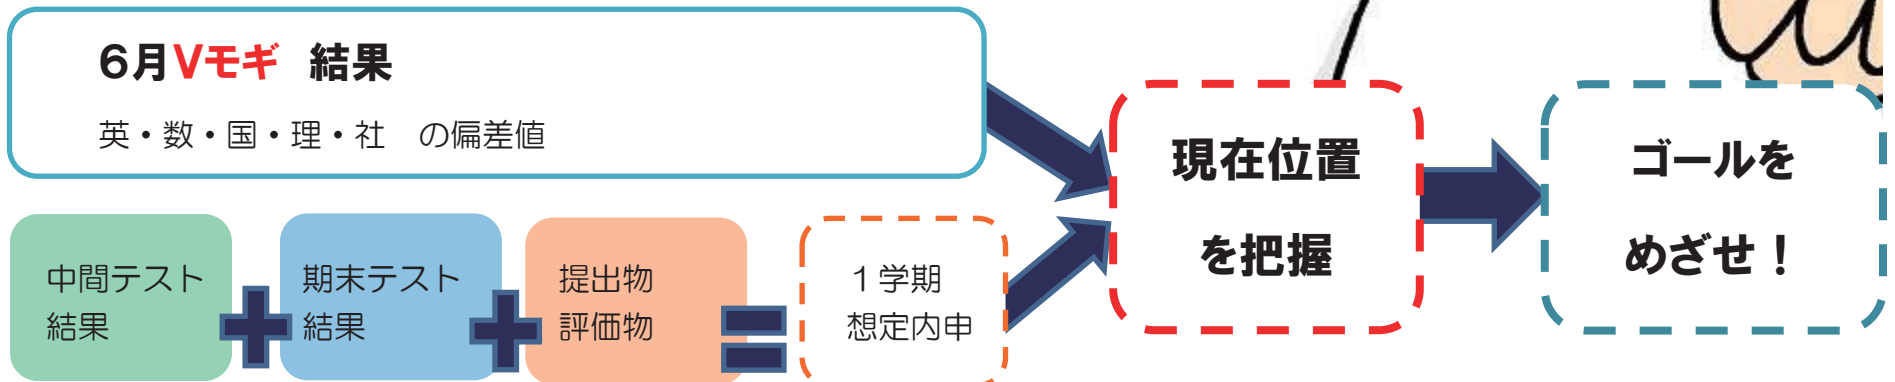 6月Vモギ 結果
英・数・国・理・社 の偏差値
中間テスト
結果
期末テスト
結果
提出物
評価物
1学期
想定内申
現在位置
を把握
ゴールを
めざせ！